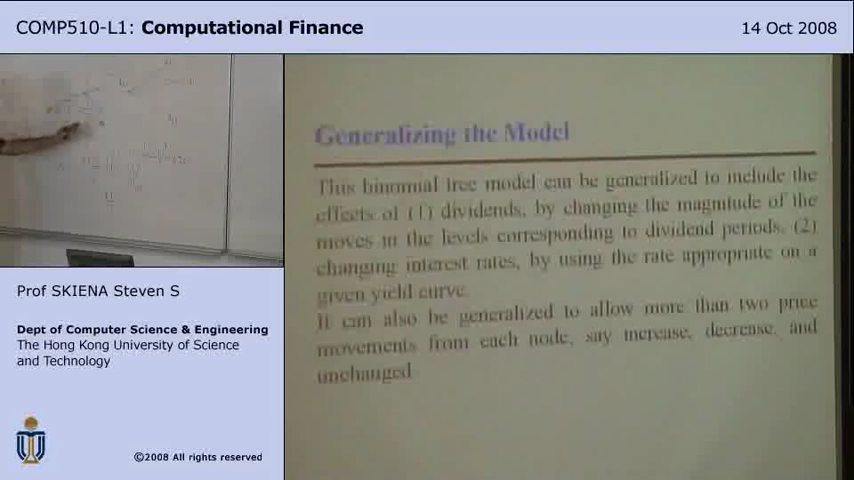 COMP510-L1: Computational Finance
14 Oct 2008
Generalizing the Model
This binomial tree model can be generalized to include the
effects of (1) dividends, by changing the magnitude of the
moves in the levels corresponding to dividend periods, (2)
changing interest rates, by using the rate appropriate on a
given yield curve.
It can also be generalized to allow more than two price
movements from each node, say increase, decrease, and
unchanged.
Prof SKIENA Steven S
Dept of Computer Science & Engineering
The Hong Kong University of Science
and Technology
©2008 All rights reserved